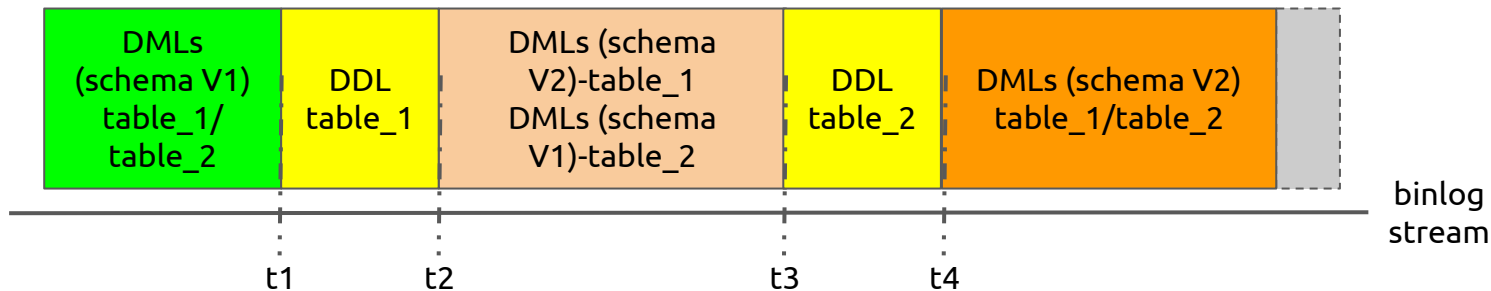 DMLs
(schema V1)
table_1/
table_2
DDL
table_1
DMLs (schema
V2)-table_1
DMLs (schema
V1)-table_2
DDL
table_2
DMLs (schema V2)
table_1/table_2
binlog
stream
t1
t2
t3
t4